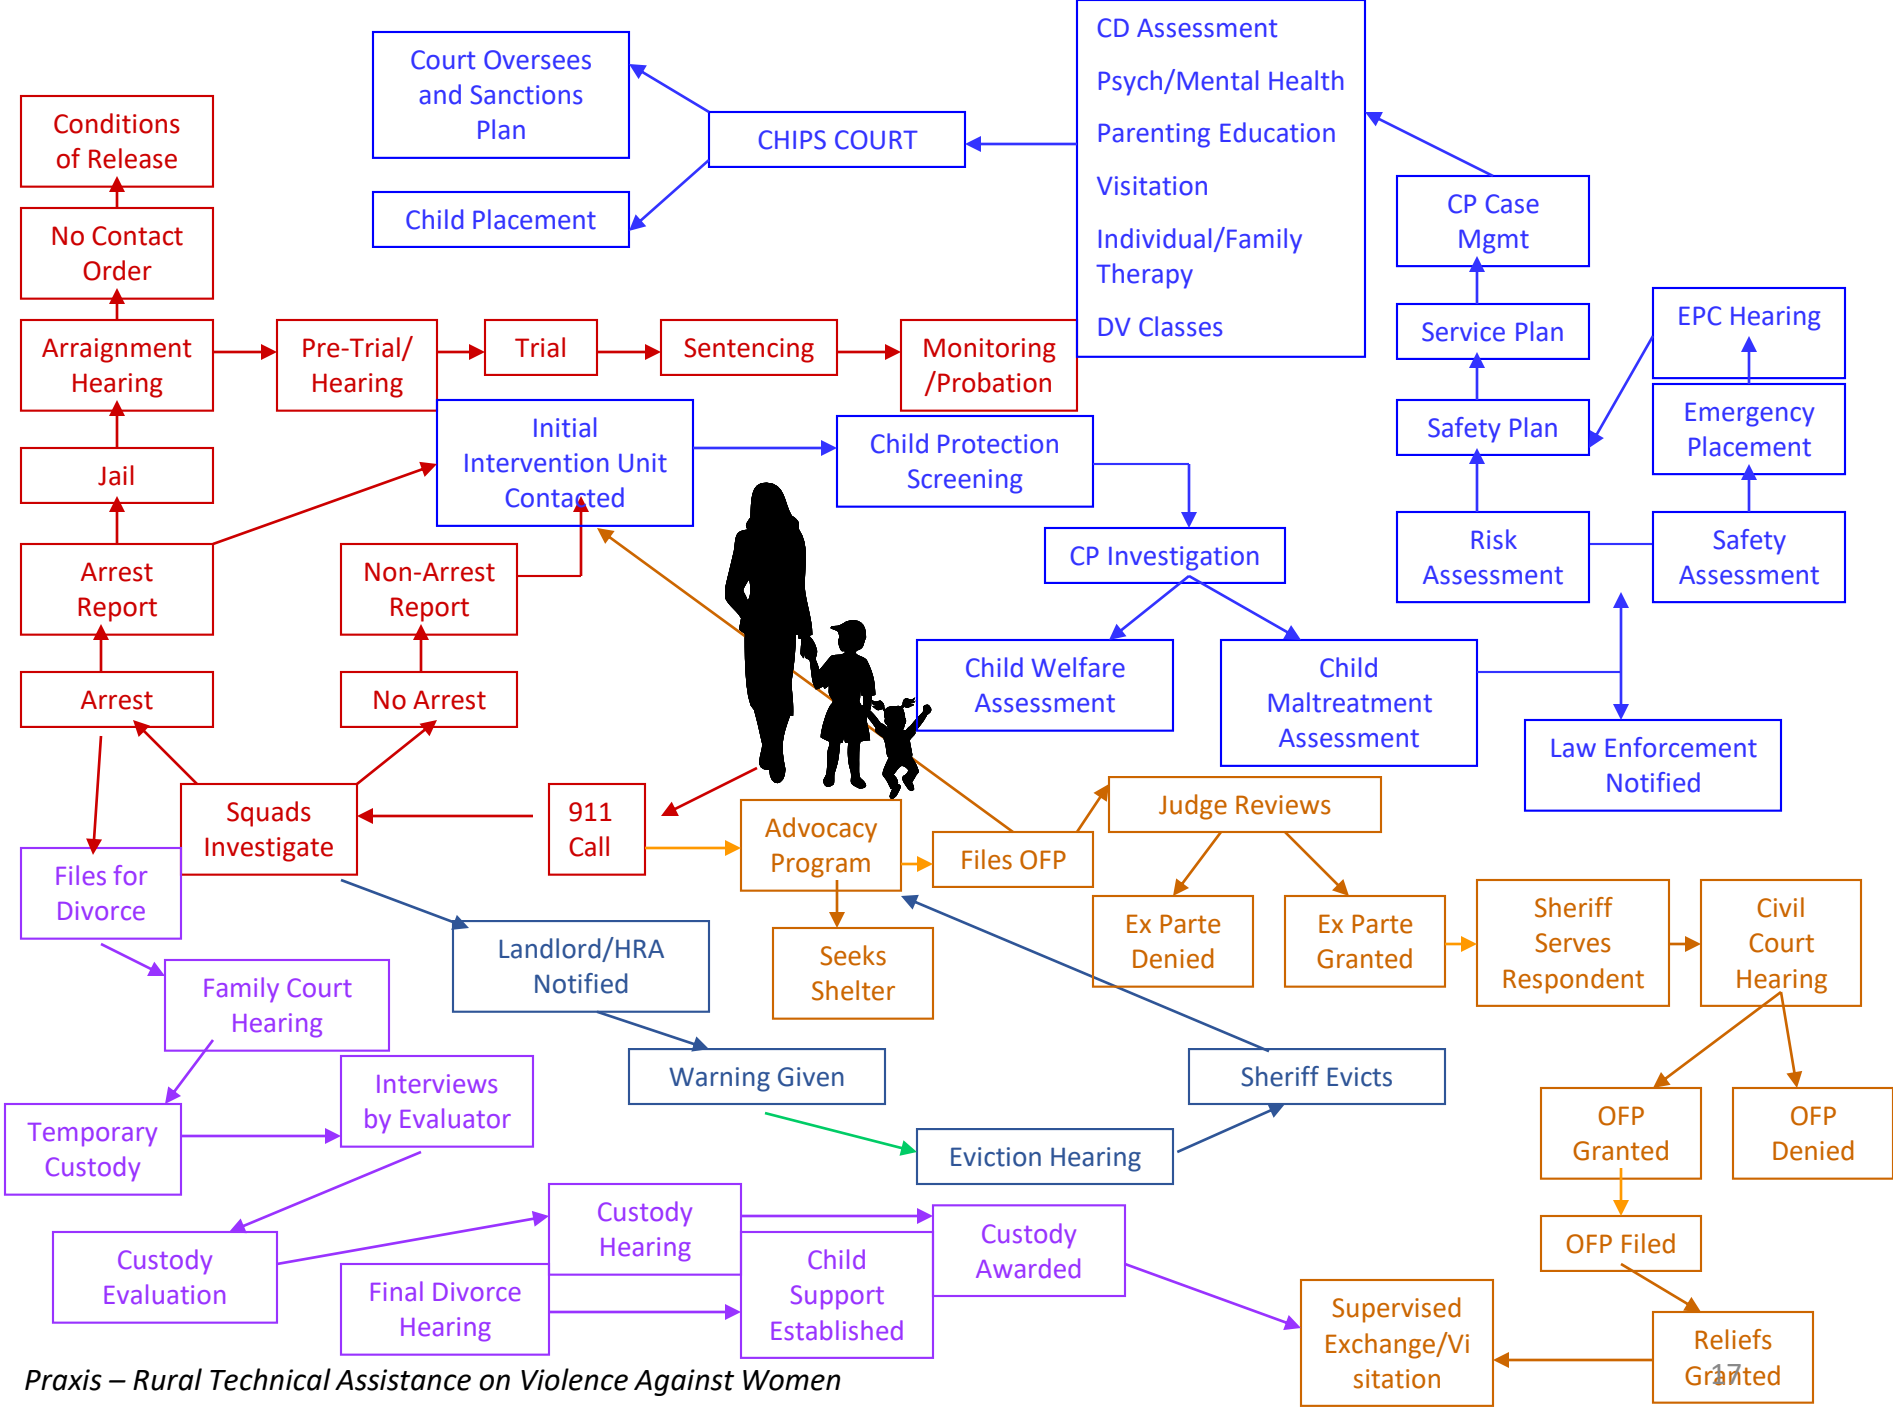 CD Assessment
Psych/Mental Health
Parenting Education
Visitation
Individual/Family
Therapy
DV Classes
Court Oversees
and Sanctions
Plan
CHIPS COURT
Child Placement
Conditions
of Release
No Contact
Order
Arraignment
Hearing
Pre-Trial/
Hearing
Trial
Sentencing
Monitoring
/Probation
CP Case
Mgmt
Service Plan
EPC Hearing
Safety Plan
Emergency
Placement
Jail
Initial
Intervention Unit
Contacted
Child Protection
Screening
Arrest
Report
Non-Arrest
Report
CP Investigation
Risk
Assessment
Safety
Assessment
Arrest
No Arrest
Child Welfare
Assessment
Child
Maltreatment
Assessment
Law Enforcement
Notified
Squads
Investigate
911
Call
Advocacy
Program
Files OFP
Judge Reviews
Files for
Divorce
Landlord/HRA
Notified
Seeks
Shelter
Ex Parte
Denied
Ex Parte
Granted
Sheriff
Serves
Respondent
Civil
Court
Hearing
Family Court
Hearing
Warning Given
Sheriff Evicts
Temporary
Custody
Interviews
by Evaluator
Eviction Hearing
OFP
Granted
OFP
Denied
Custody
Evaluation
Custody
Hearing
Final Divorce
Hearing
Child
Support
Established
Custody
Awarded
OFP Filed
Supervised
Exchange/Vi
sitation
Reliefs
Granted
17
Praxis – Rural Technical Assistance on Violence Against Women